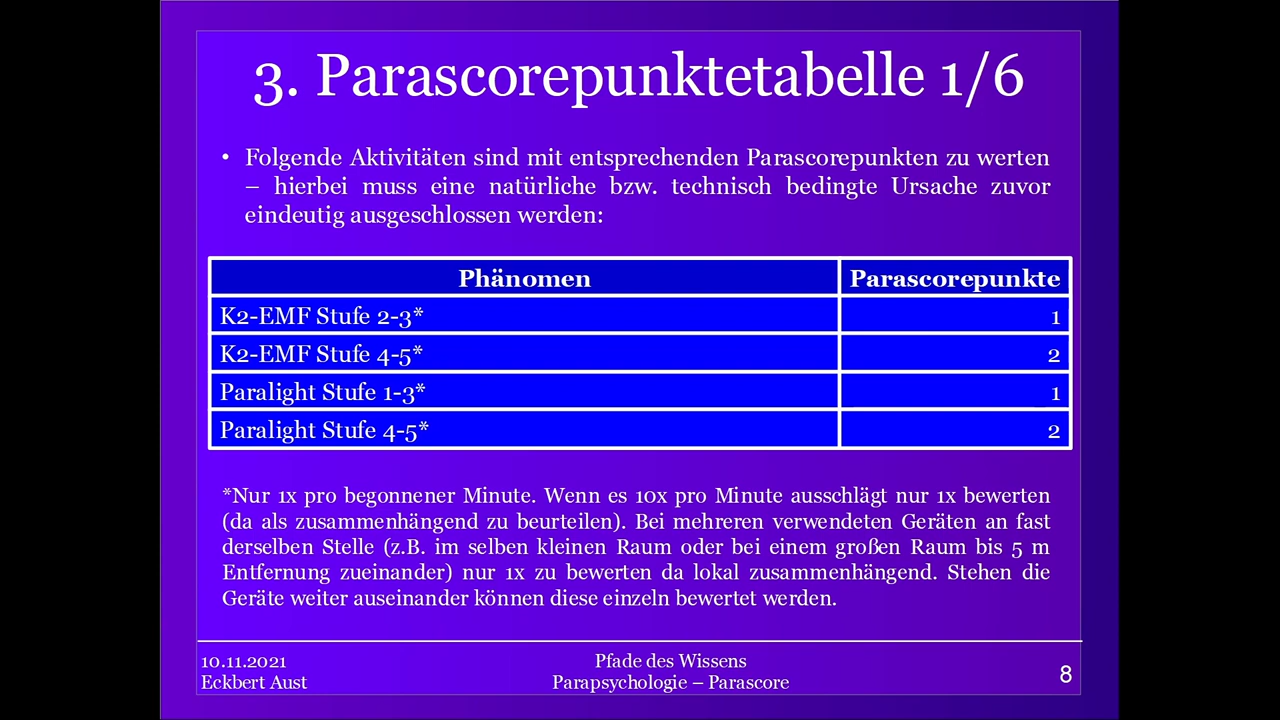 3. Parascorepunktetabelle 1/6
• Folgende Aktivitäten sind mit entsprechenden Parascorepunkten zu werten
– hierbei muss eine natürliche bzw. technisch bedingte Ursache zuvor
eindeutig ausgeschlossen werden:
Phänomen Parascorepunkte
K2-EMF Stufe 2-3* 1
K2-EMF Stufe 4-5* 2
Paralight Stufe 1-3* 1
Paralight Stufe 4-5* 2
*Nur 1x pro begonnener Minute. Wenn es 10x pro Minute ausschlägt nur 1x bewerten
(da als zusammenhängend zu beurteilen). Bei mehreren verwendeten Geräten an fast
derselben Stelle (z.B. im selben kleinen Raum oder bei einem großen Raum bis 5 m
Entfernung zueinander) nur 1x zu bewerten da lokal zusammenhängend. Stehen die
Geräte weiter auseinander können diese einzeln bewertet werden.
10.11.2021
Eckbert Aust
Pfade des Wissens
Parapsychologie – Parascore
8